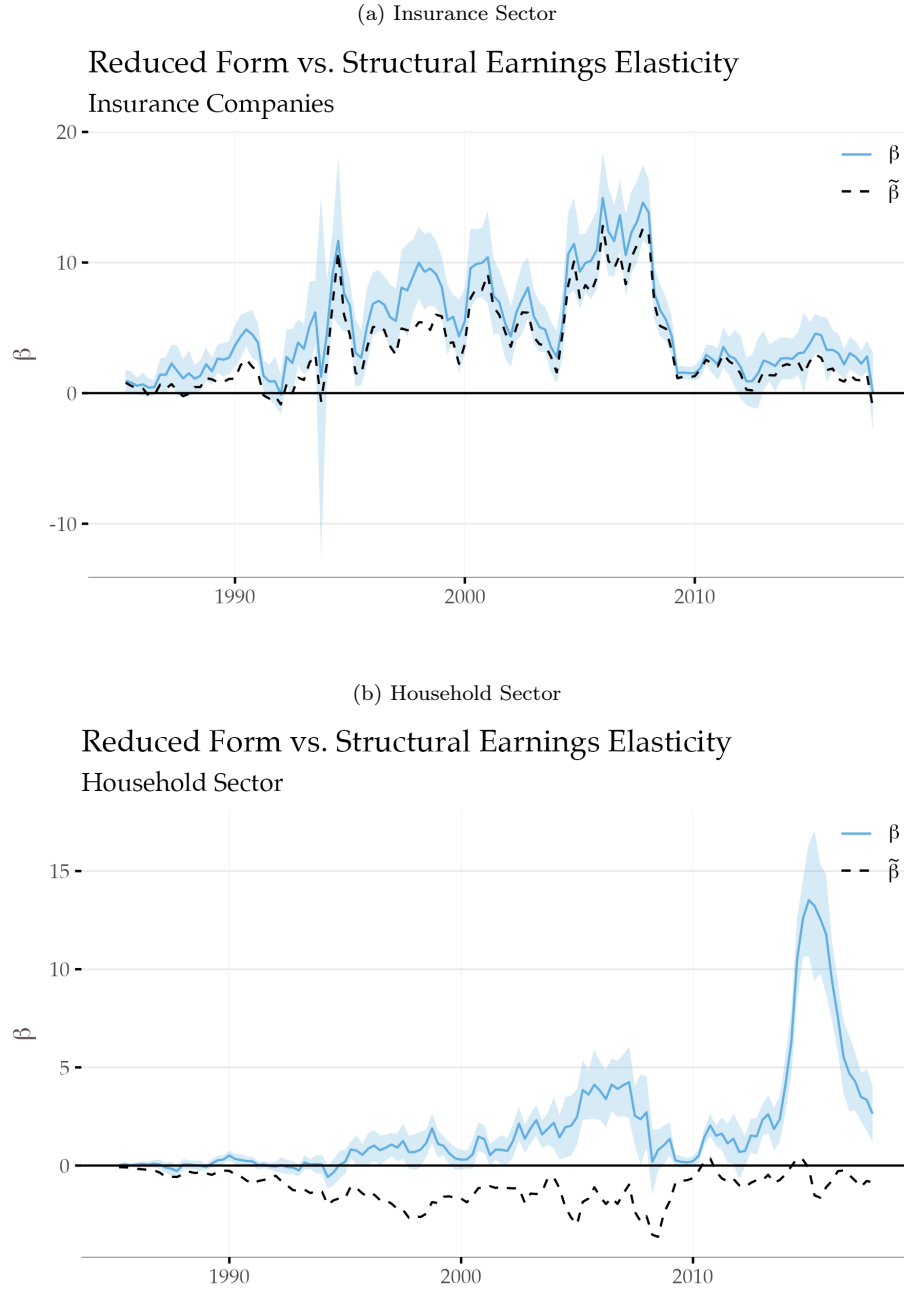 (a) Insurance Sector
Reduced Form vs. Structural Earnings Elasticity
Insurance Companies
20
β
β̃
10
β
0
-10
1990 2000 2010
(b) Household Sector
Reduced Form vs. Structural Earnings Elasticity
Household Sector
β
β̃
15
10
β
5
0
1990 2000 2010